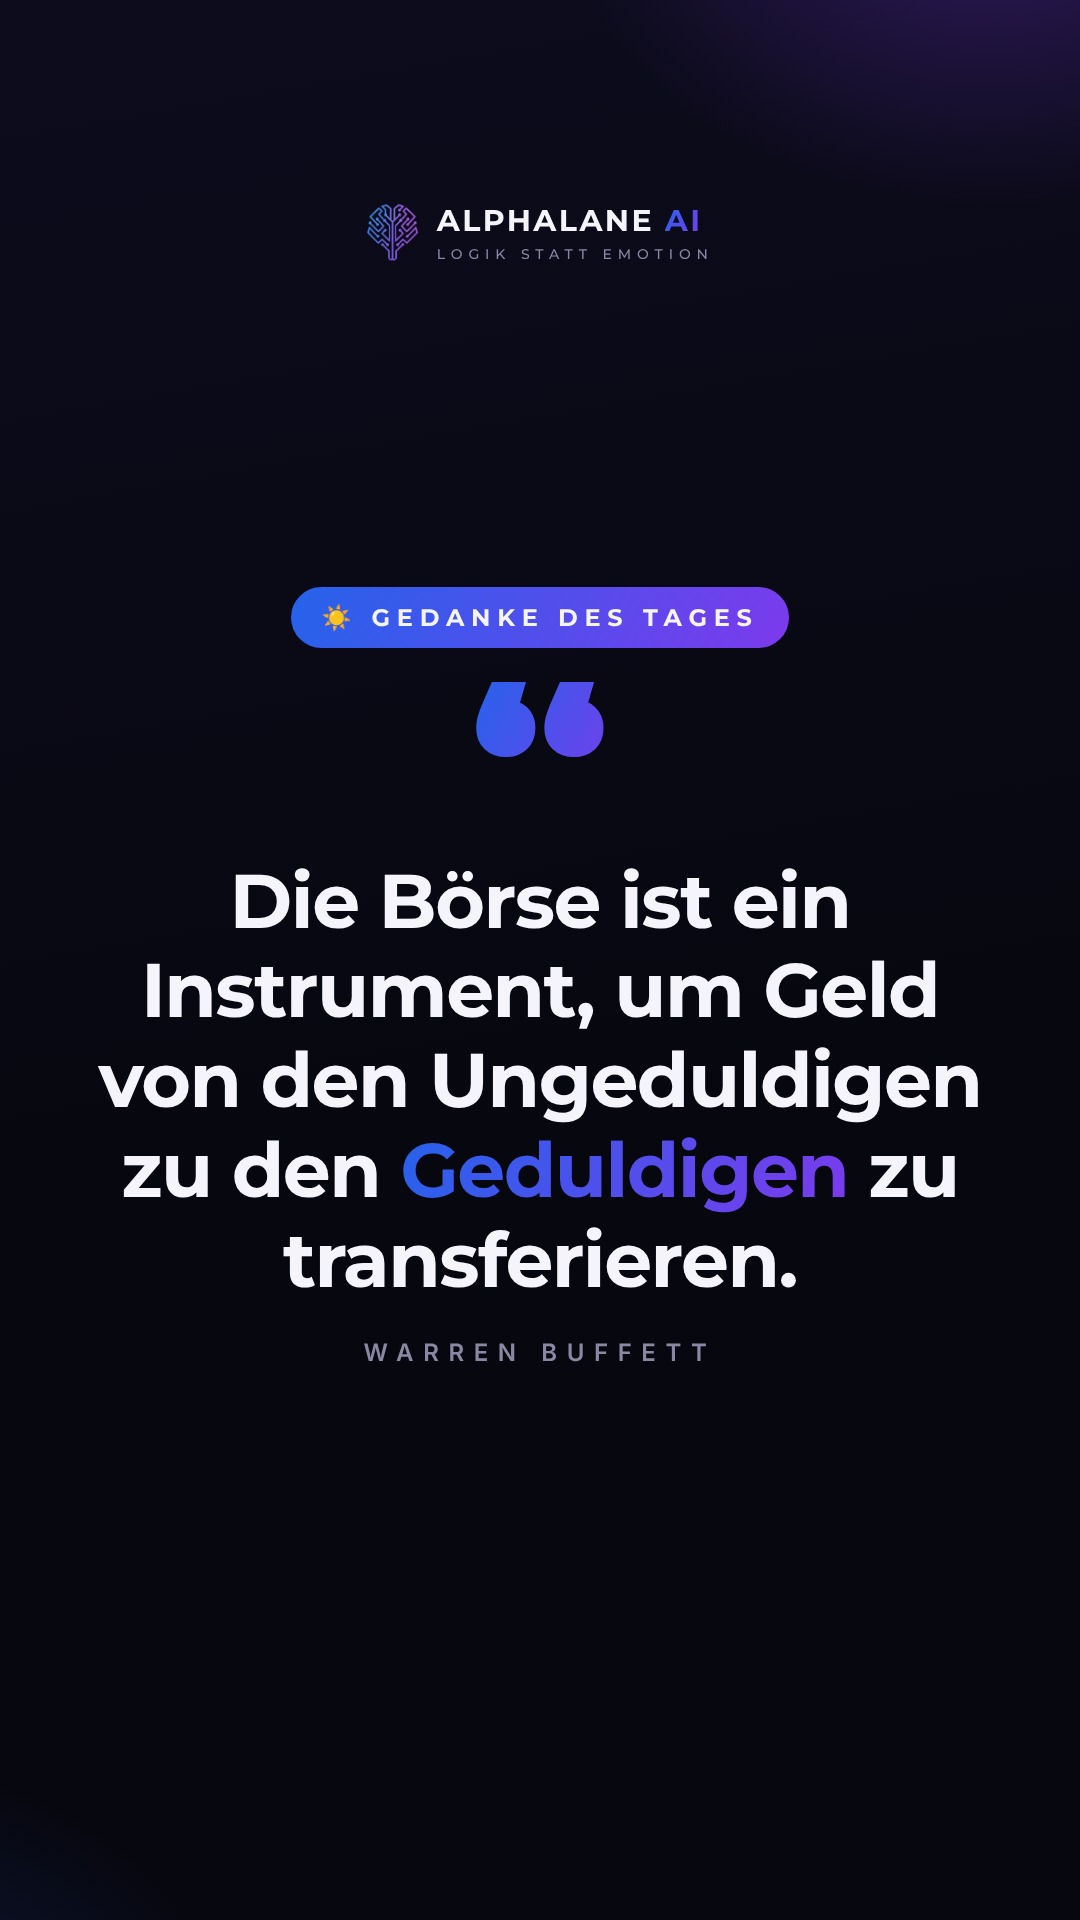 ALPHALANE AI
LOGIK STATT EMOTION
☀️ GEDANKE DES TAGES
“
Die Börse ist ein
Instrument, um Geld
von den Ungeduldigen
zu den Geduldigen zu
transferieren.
WARREN BUFFETT